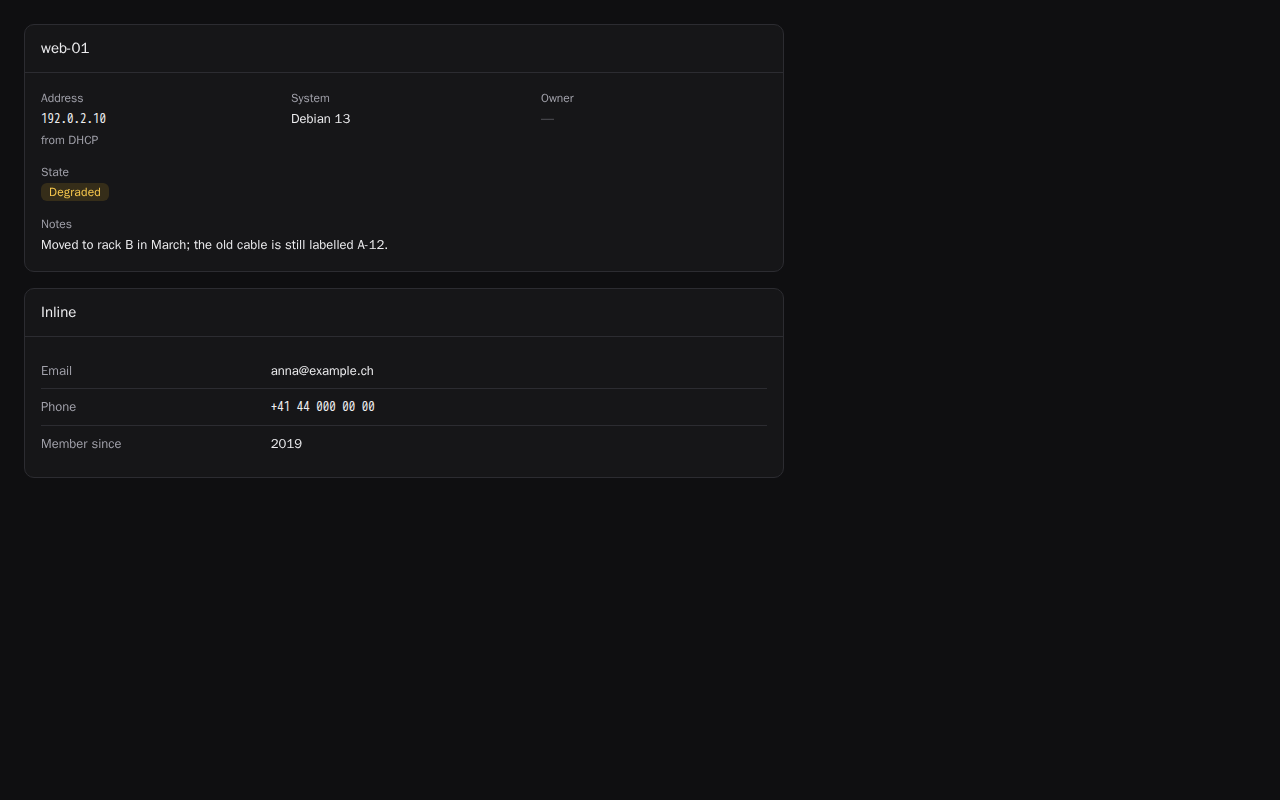 web-01
Address
192.0.2.10
from DHCP
System
Debian 13
Owner
—
State
Degraded
Notes
Moved to rack B in March; the old cable is still labelled A-12.
Inline
Email
anna@example.ch
Phone
+41 44 000 00 00
Member since
2019